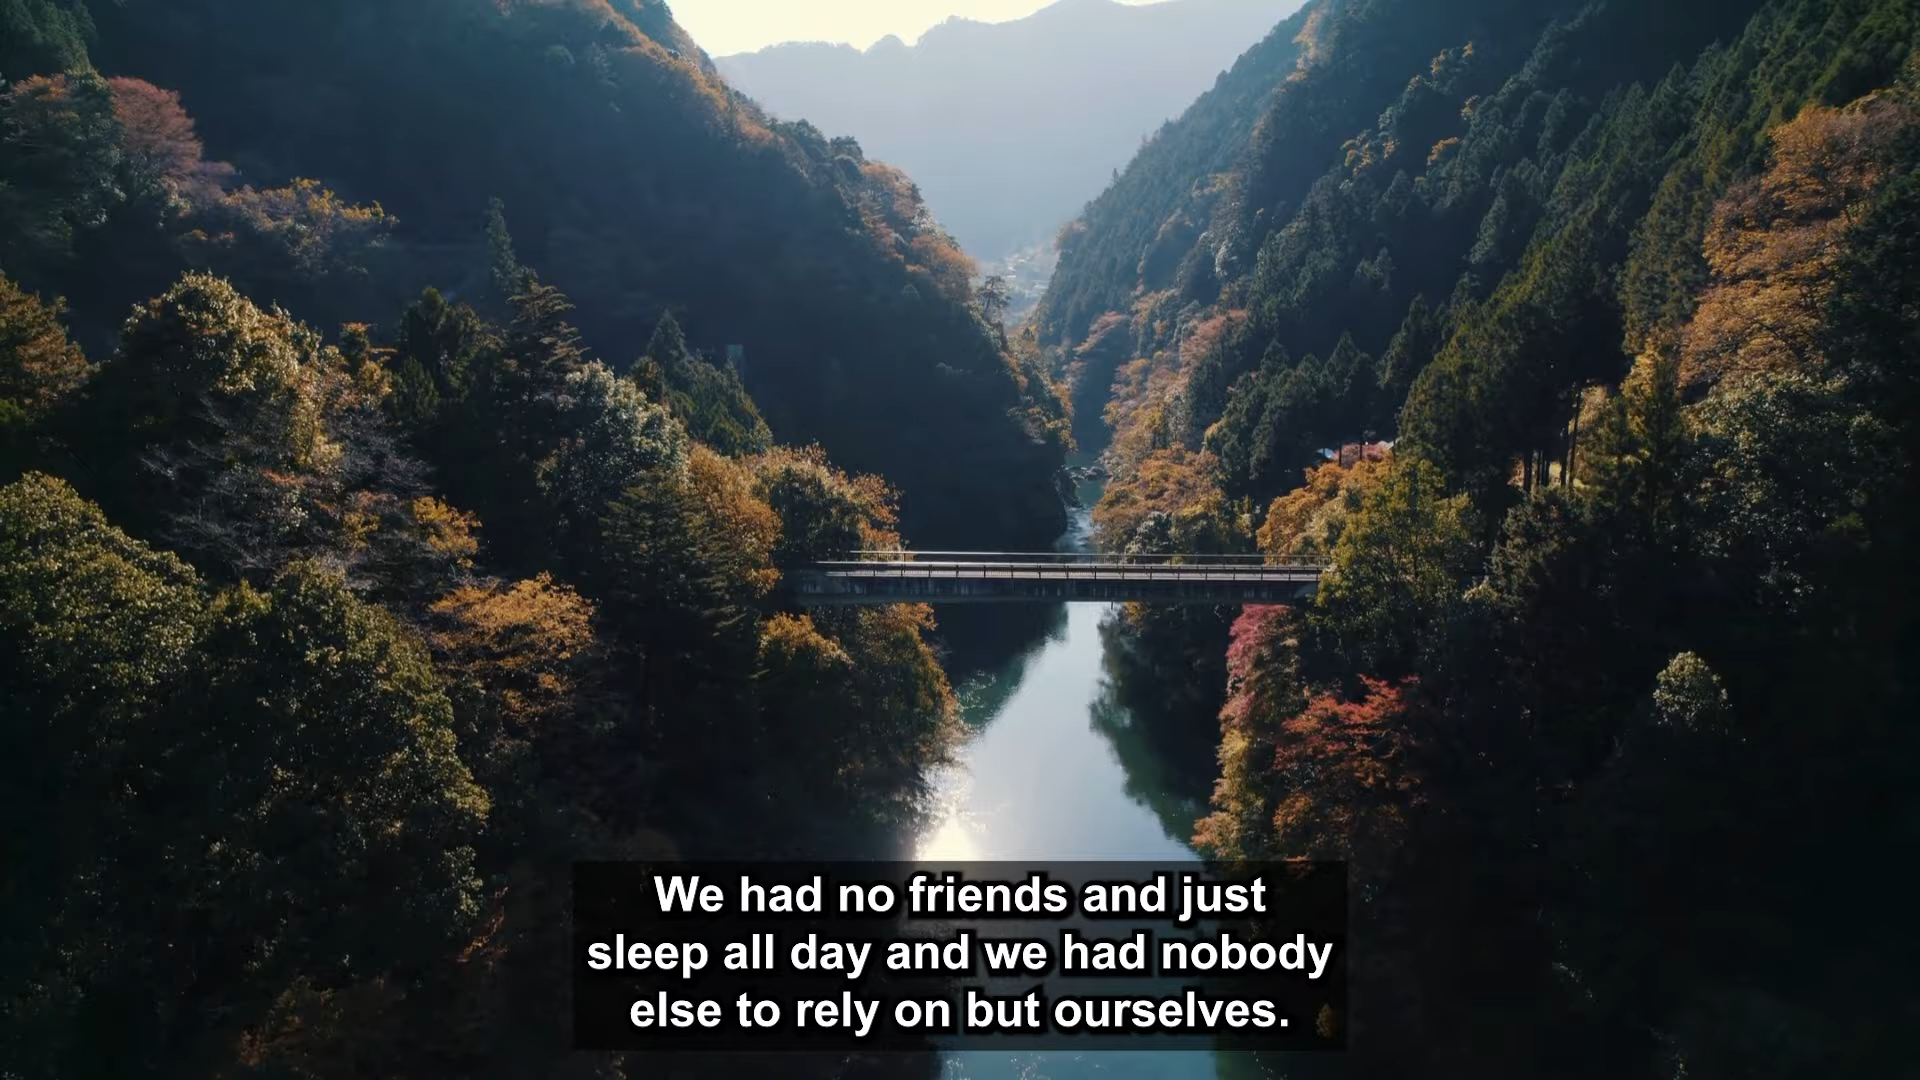 We had no friends and just
sleep all day and we had nobody
else to rely on but ourselves.